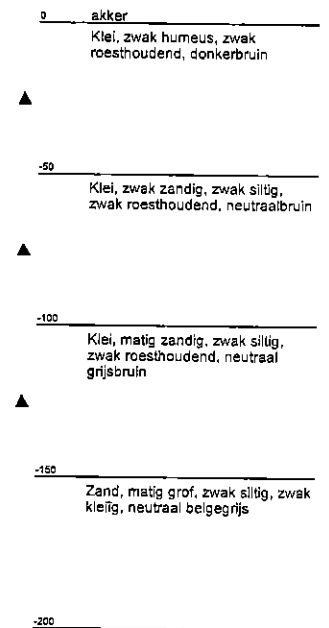 0 akker
Klei, zwak humeus, zwak
roesthoudend, donkerbruin
-50
Klei, zwak zandig, zwak siltig,
zwak roesthoudend, neutraalbruin
-100
Klei, matig zandig, zwak siltig,
zwak roesthoudend, neutraal
grijsbruin
-150
Zand, matig grof, zwak siltig, zwak
kleiïg, neutraal beigegrijs
-200